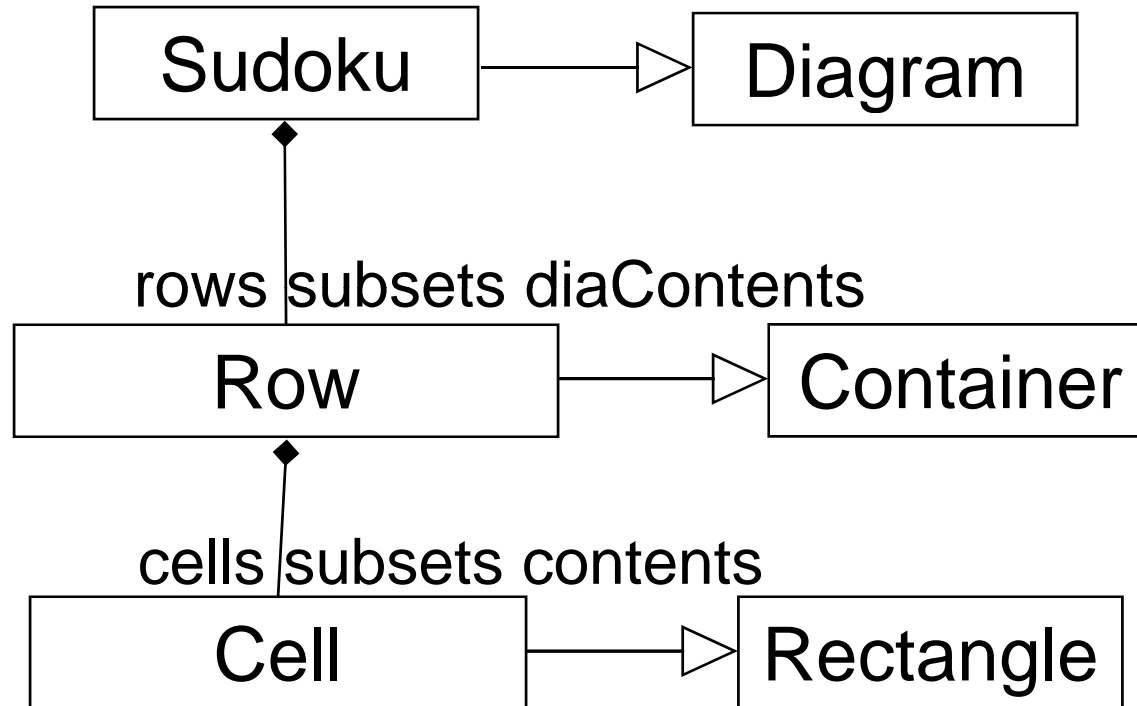 Sudoku
Diagram
rows subsets diaContents
Row
Container
cells subsets contents
Cell
Rectangle